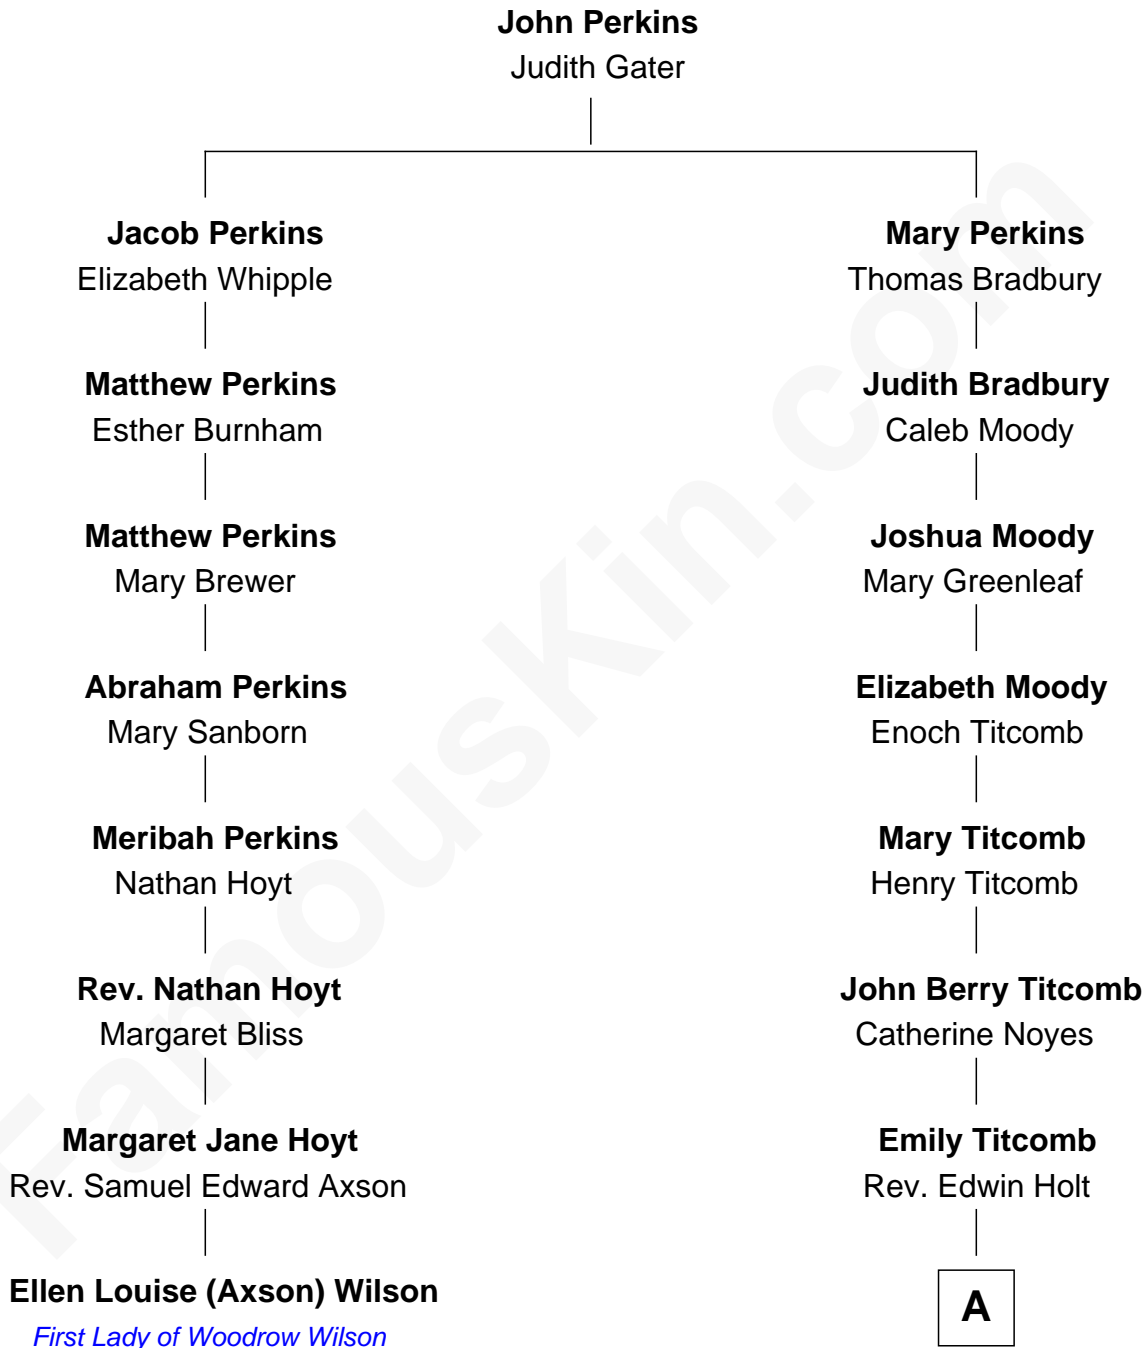 John Perkins
Judith Gater
Jacob Perkins
Elizabeth Whipple
Matthew Perkins
Esther Burnham
Matthew Perkins
Mary Brewer
Abraham Perkins
Mary Sanborn
Meribah Perkins
Nathan Hoyt
Rev. Nathan Hoyt
Margaret Bliss
Margaret Jane Hoyt
Rev. Samuel Edward Axson
Ellen Louise (Axson) Wilson
First Lady of Woodrow Wilson
Mary Perkins
Thomas Bradbury
Judith Bradbury
Caleb Moody
Joshua Moody
Mary Greenleaf
Elizabeth Moody
Enoch Titcomb
Mary Titcomb
Henry Titcomb
John Berry Titcomb
Catherine Noyes
Emily Titcomb
Rev. Edwin Holt
A
FamousKin.com